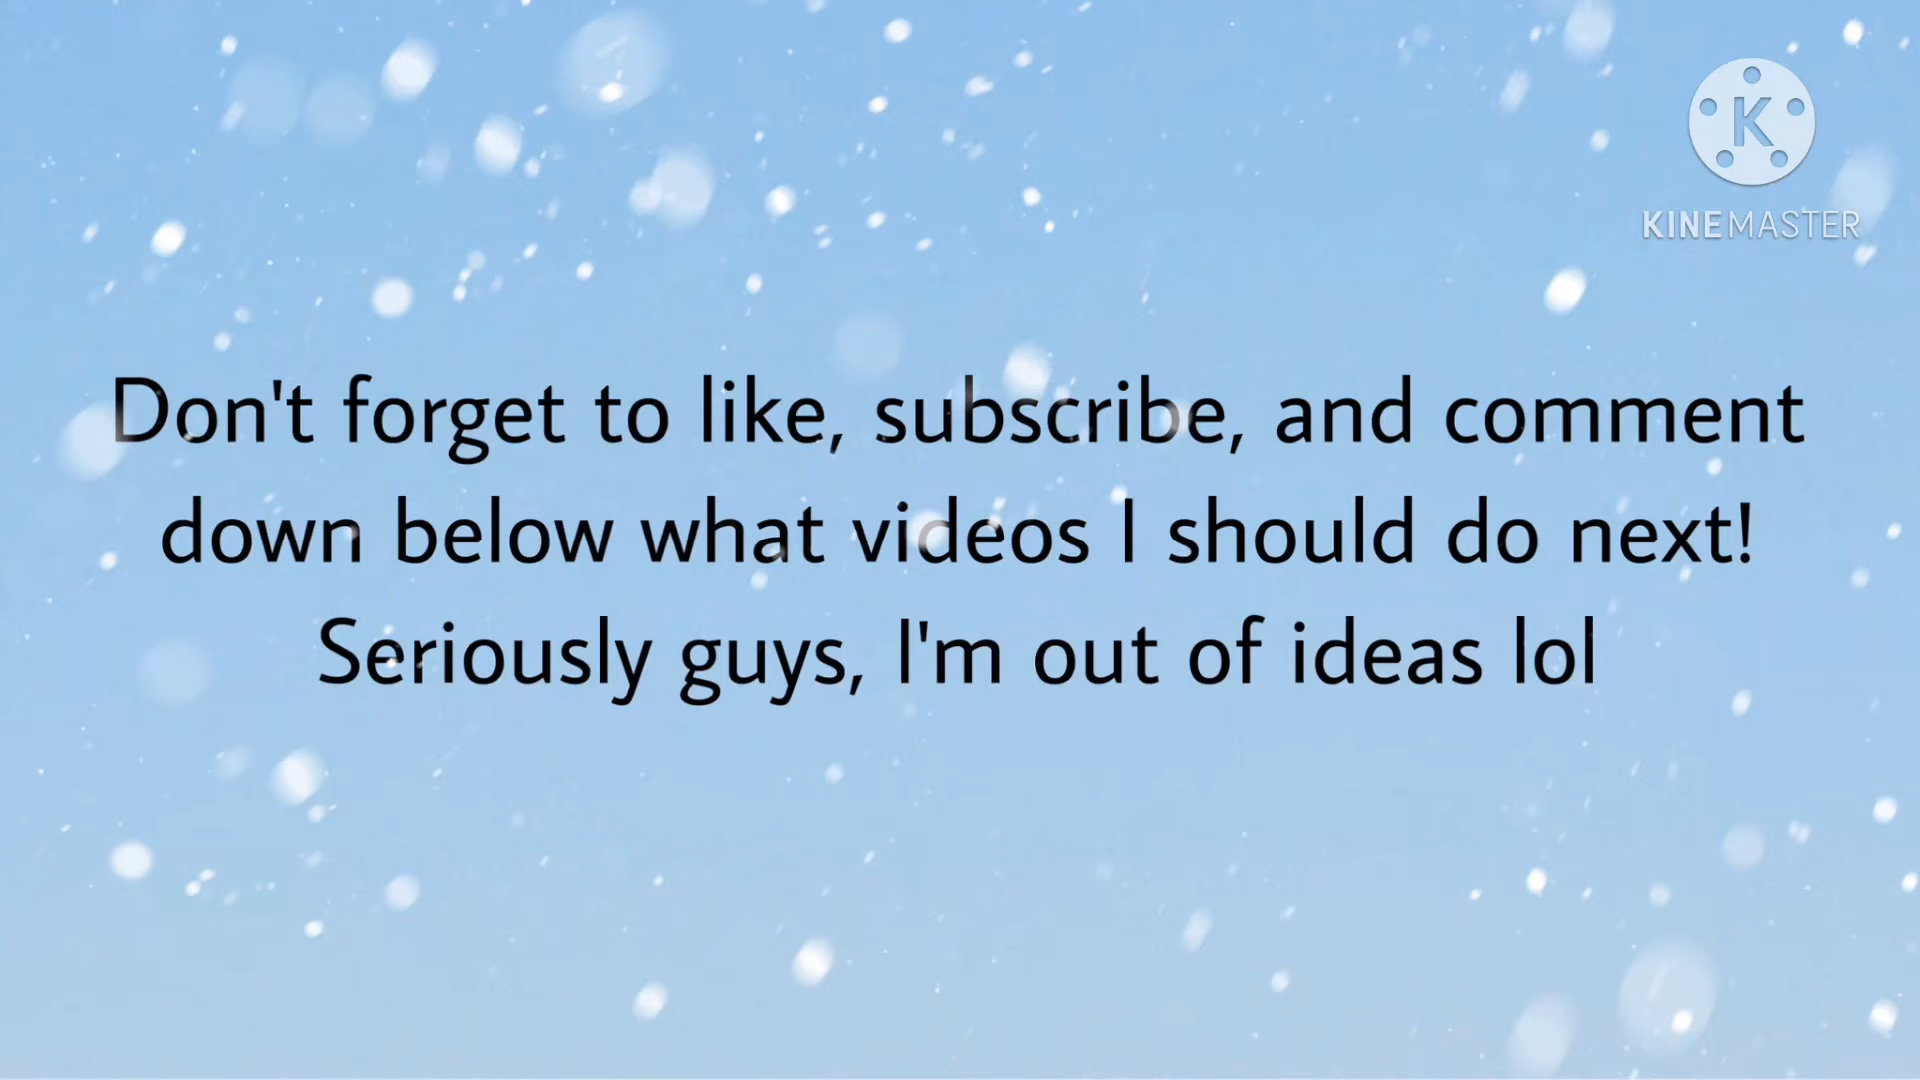 K
KINEMASTER
Don't forget to like, subscribe, and comment
down below what videos I should do next!
Seriously guys, I'm out of ideas lol